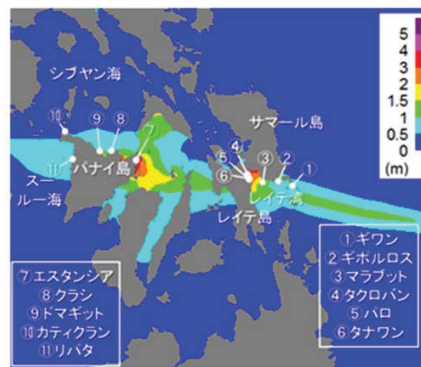 シブヤン海
⑩
⑨
⑧
⑦
パナイ島
⑪
スールー海
サマール島
④
⑤
⑥
③
②
①
レイテ湾
レイテ島
5
4
3
2
1.5
1
0.5
0
(m)
①ギワン
②ギポルロス
③マラブット
④タクロバン
⑤パロ
⑥タナワン
⑦エスタンシア
⑧クラシ
⑨ドマギット
⑩カティクラン
⑪リバタ